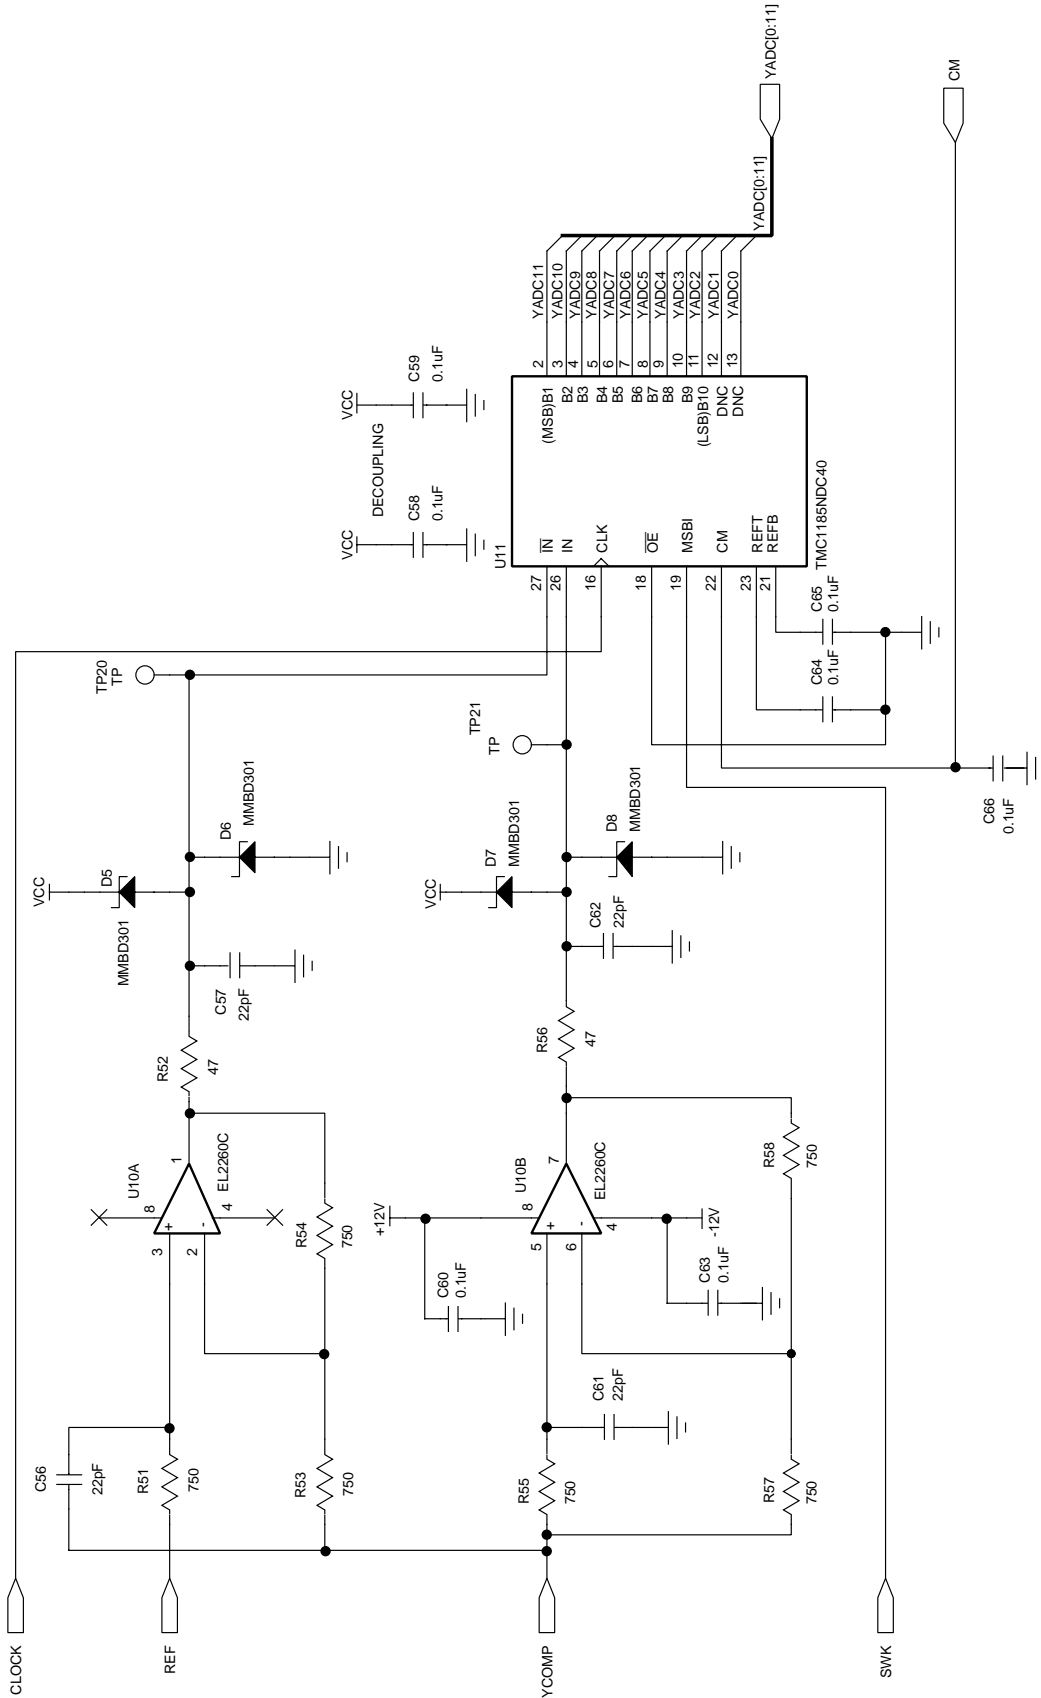 CLOCK
REF
YCOMP
SWK
C56
22pF
R51
750
R53
750
3
2
8
4
1
+
-
U10A
EL2260C
R54
750
R52
47
C57
22pF
VCC
D5
MMBD301
D6
MMBD301
TP20
TP
R55
750
R57
750
C61
22pF
C60
0.1uF
+12V
5
6
8
4
7
+
-
U10B
EL2260C
-12V
C63
0.1uF
R58
750
R56
47
C62
22pF
VCC
D7
MMBD301
D8
MMBD301
TP21
TP
C66
0.1uF
C64
0.1uF
C65
0.1uF
VCC
C58
0.1uF
DECOUPLING
VCC
C59
0.1uF
U11
TMC1185NDC40
27 IN
26 IN
16 CLK
18 OE
19 MSBI
22 CM
23 REFT
21 REFB
(MSB)B1 2 YADC11
B2 3 YADC10
B3 4 YADC9
B4 5 YADC8
B5 6 YADC7
B6 7 YADC6
B7 8 YADC5
B8 9 YADC4
B9 10 YADC3
(LSB)B10 11 YADC2
DNC 12 YADC1
DNC 13 YADC0
YADC[0:11]
YADC[0:11]
CM